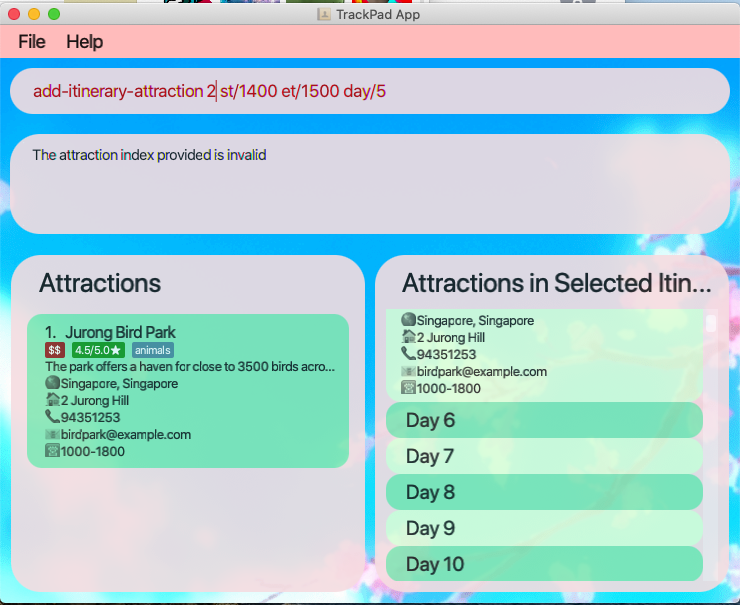 TrackPad App
File Help
add-itinerary-attraction 2 st/1400 et/1500 day/5
The attraction index provided is invalid
Attractions
1. Jurong Bird Park
$$ 4.5/5.0★ animals
The park offers a haven for close to 3500 birds acro...
Singapore, Singapore
2 Jurong Hill
94351253
birdpark@example.com
1000-1800
Attractions in Selected Itin...
Singapore, Singapore
2 Jurong Hill
94351253
birdpark@example.com
1000-1800
Day 6
Day 7
Day 8
Day 9
Day 10